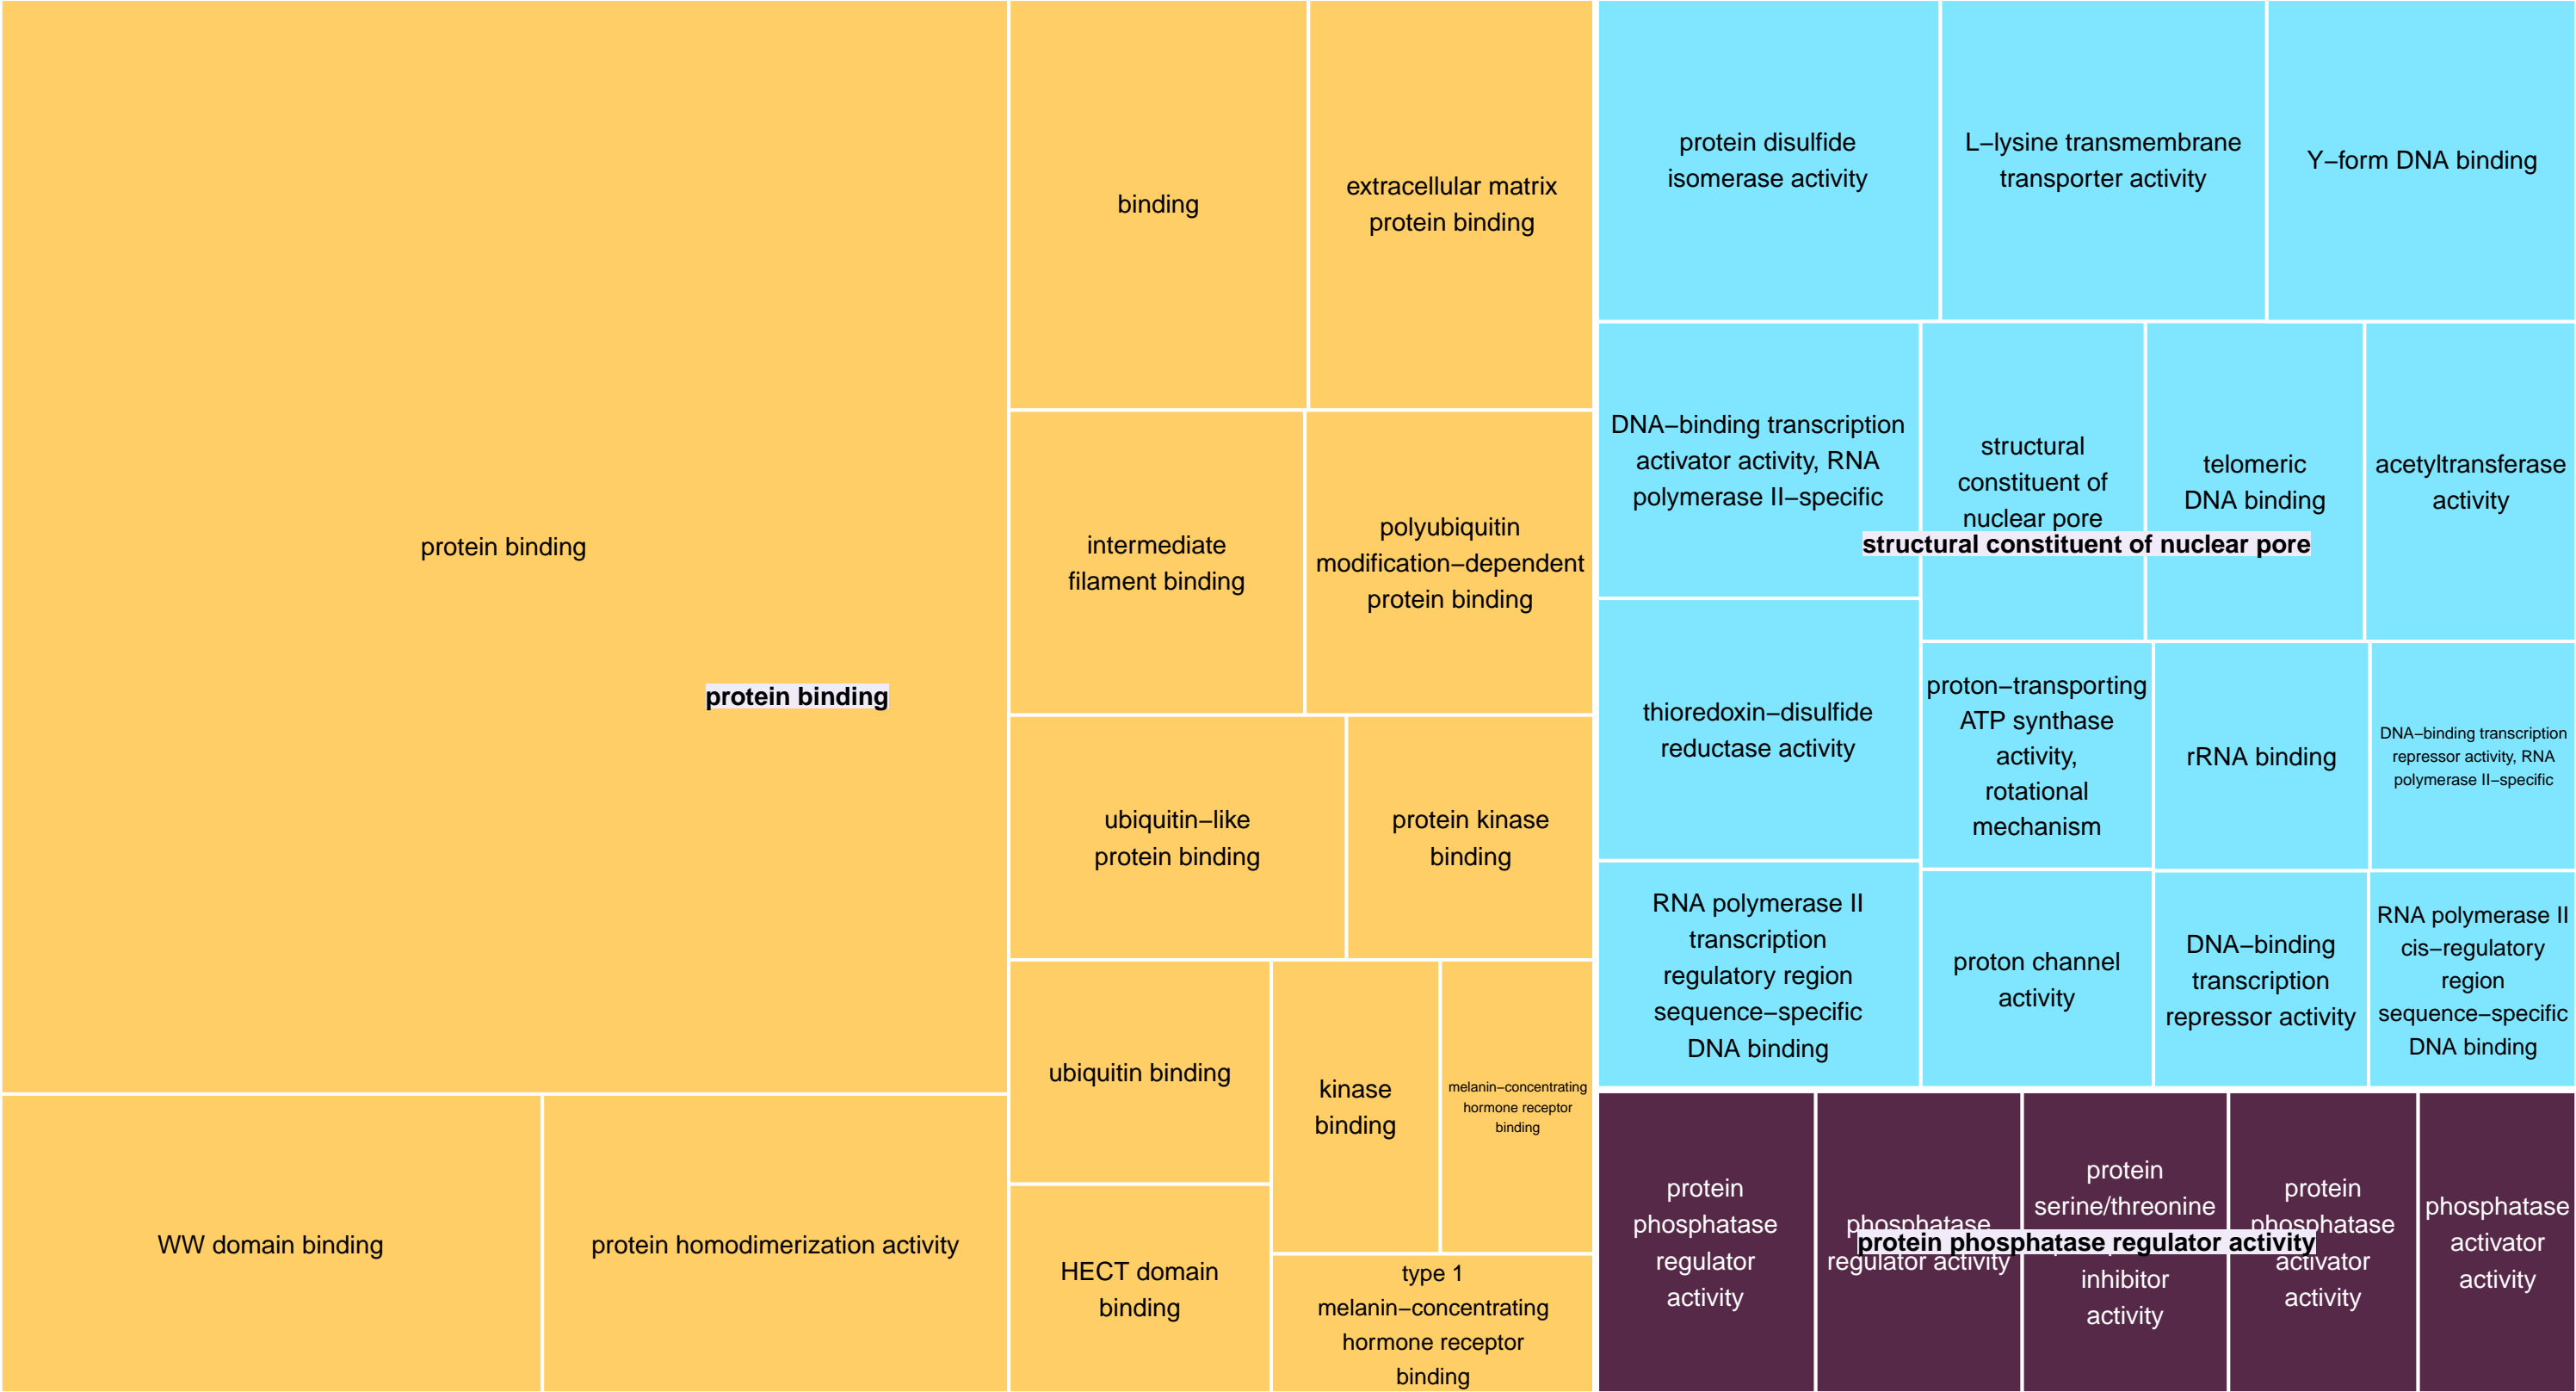 protein binding
protein binding
WW domain binding
protein homodimerization activity
binding
extracellular matrix
protein binding
intermediate
filament binding
polyubiquitin
modification−dependent
protein binding
ubiquitin−like
protein binding
protein kinase
binding
ubiquitin binding
kinase
binding
melanin−concentrating
hormone receptor
binding
HECT domain
binding
type 1
melanin−concentrating
hormone receptor
binding
protein disulfide
isomerase activity
L−lysine transmembrane
transporter activity
Y−form DNA binding
DNA−binding transcription
activator activity, RNA
polymerase II−specific
structural
constituent of
nuclear pore
telomeric
DNA binding
acetyltransferase
activity
structural constituent of nuclear pore
thioredoxin−disulfide
reductase activity
proton−transporting
ATP synthase
activity,
rotational
mechanism
rRNA binding
DNA−binding transcription
repressor activity, RNA
polymerase II−specific
RNA polymerase II
transcription
regulatory region
sequence−specific
DNA binding
proton channel
activity
DNA−binding
transcription
repressor activity
RNA polymerase II
cis−regulatory
region
sequence−specific
DNA binding
protein
phosphatase
regulator
activity
phosphatase
regulator activity
protein
serine/threonine
inhibitor
activity
protein phosphatase regulator activity
protein
phosphatase
activator
activity
phosphatase
activator
activity